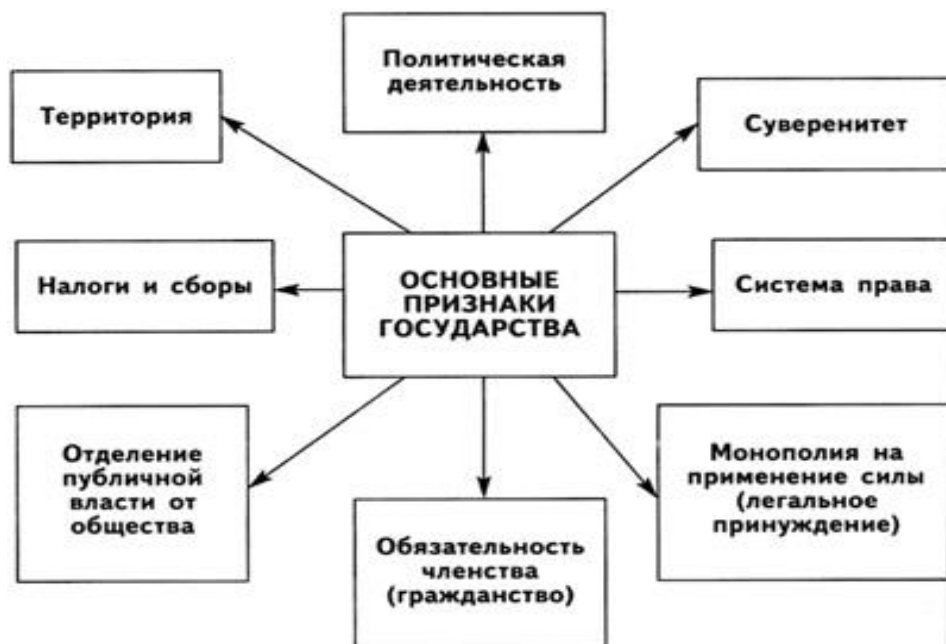 Политическая
деятельность
Территория
Суверенитет
Налоги и сборы
ОСНОВНЫЕ
ПРИЗНАКИ
ГОСУДАРСТВА
Система права
Отделение
публичной
власти от
общества
Обязательность
членства
(гражданство)
Монополия на
применение силы
(легальное
принуждение)